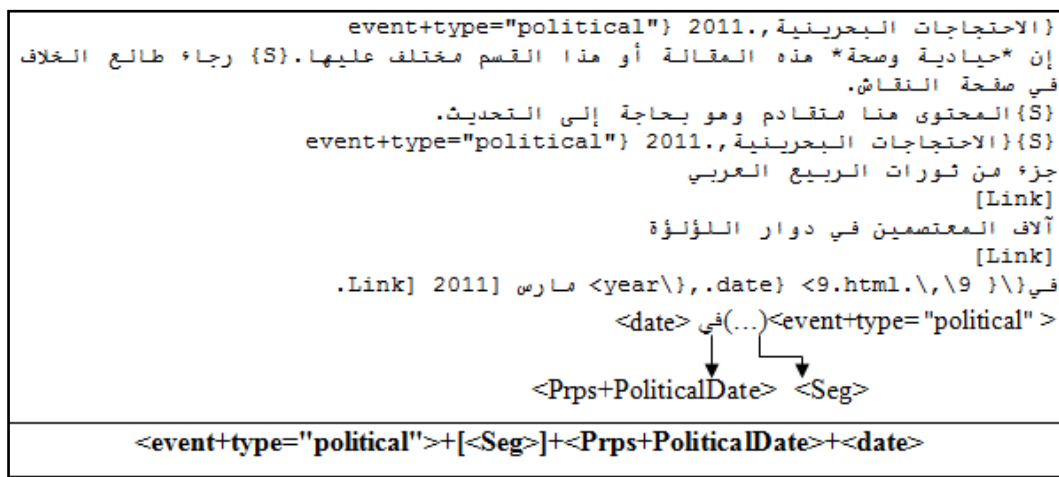 {الاحتجاجات البحرينية,.2011 {event+type="political"
إن *حيادية وصحة* هذه المقالة أو هذا القسم مختلف عليها.{S} رجاء طالع الخلاف
في صفحة النقاش.
{S}المحتوى هنا متقادم وهو بحاجة إلى التحديث.
{S}{الاحتجاجات البحرينية,.2011 {event+type="political"
جزء من ثورات الربيع العربي
[Link]
آلاف المعتصمين في دوار اللؤلؤة
[Link]
في{\{ 9\,\.9.html> {year\},.date> مارس [2011 [Link.
<event+type="political" >(...)في <date>
<Prps+PoliticalDate> <Seg>
<event+type="political">+[<Seg>]+<Prps+PoliticalDate>+<date>